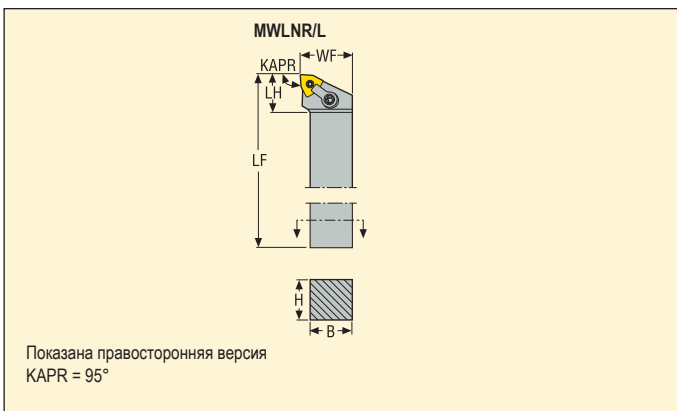 MWLNR/L
WF
KAPR
LH
LF
H
B
Показана правосторонняя версия
KAPR = 95°